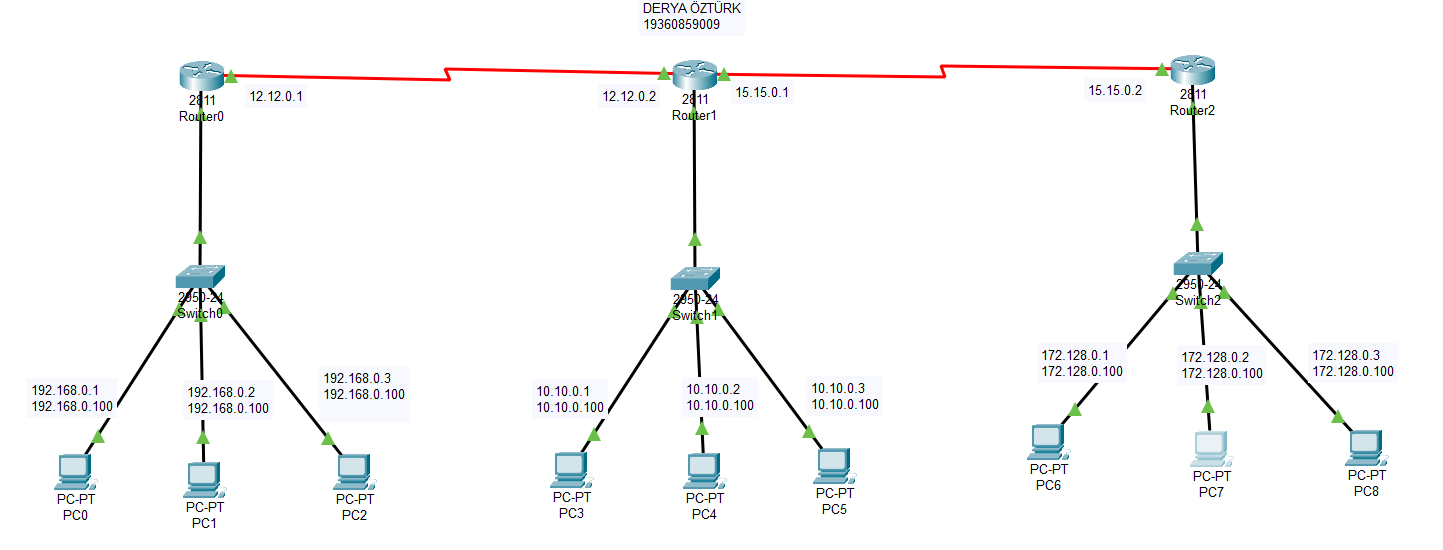 DERYA ÖZTÜRK
19360859009
2811
Router0
12.12.0.1
12.12.0.2
2811
Router1
15.15.0.1
15.15.0.2
2811
Router2
2950-24
Switch0
2950-24
Switch1
2950-24
Switch2
192.168.0.1
192.168.0.100
192.168.0.2
192.168.0.100
192.168.0.3
192.168.0.100
10.10.0.1
10.10.0.100
10.10.0.2
10.10.0.100
10.10.0.3
10.10.0.100
172.128.0.1
172.128.0.100
172.128.0.2
172.128.0.100
172.128.0.3
172.128.0.100
PC-PT
PC0
PC-PT
PC1
PC-PT
PC2
PC-PT
PC3
PC-PT
PC4
PC-PT
PC5
PC-PT
PC6
PC-PT
PC7
PC-PT
PC8